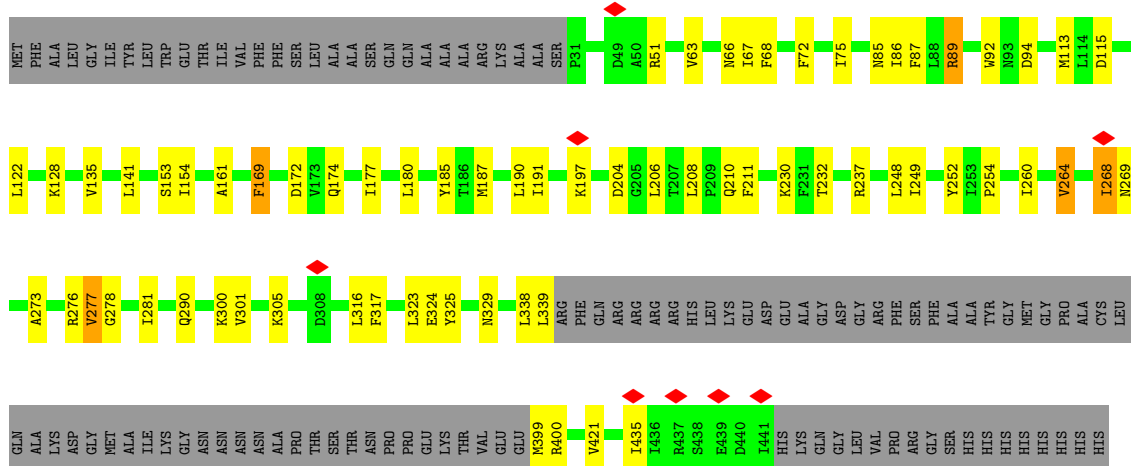 MET PHE ALA LEU GLY ILE TYR LEU TRP GLU THR ILE VAL PHE PHE SER LEU ALA ALA SER GLN GLN ALA ALA ALA ARG LYS ALA ALA SER P31 D49 A50 R51 V63 N66 I67 F68 F72 I75 N85 I86 F87 L88 R89 W92 N93 D94 M113 L114 D115
L122 K128 V135 L141 S153 I154 A161 F169 D172 V173 Q174 I177 L180 Y185 T186 M187 L190 I191 K197 D204 G205 L206 T207 L208 P209 Q210 F211 K230 F231 T232 R237 L248 I249 Y252 I253 P254 I260 V264 I268 N269
A273 R276 V277 G278 I281 Q290 K300 V301 K305 D308 L316 F317 L323 E324 Y325 N329 L338 L339 ARG PHE GLN ARG ARG ARG ARG HIS LEU LYS GLU ASP GLU ALA GLY ASP GLY ARG PHE SER PHE ALA ALA TYR GLY MET GLY PRO ALA CYS LEU
GLN ALA LYS ASP GLY MET ALA ILE LYS GLY ASN ASN ASN ASN ALA PRO THR SER THR ASN PRO PRO GLU LYS THR VAL GLU GLU M399 R400 V421 I435 I436 R437 S438 E439 D440 I441 HIS LYS GLN GLY LEU VAL PRO ARG GLY SER HIS HIS HIS HIS HIS HIS HIS HIS